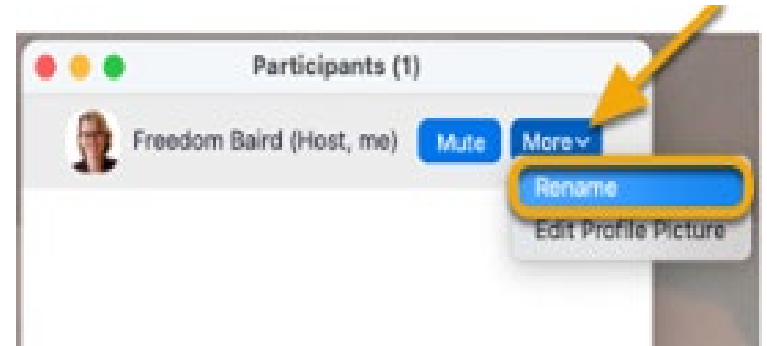 Participants (1)
Freedom Baird (Host, me) Mute More
Rename
Edit Profile Picture